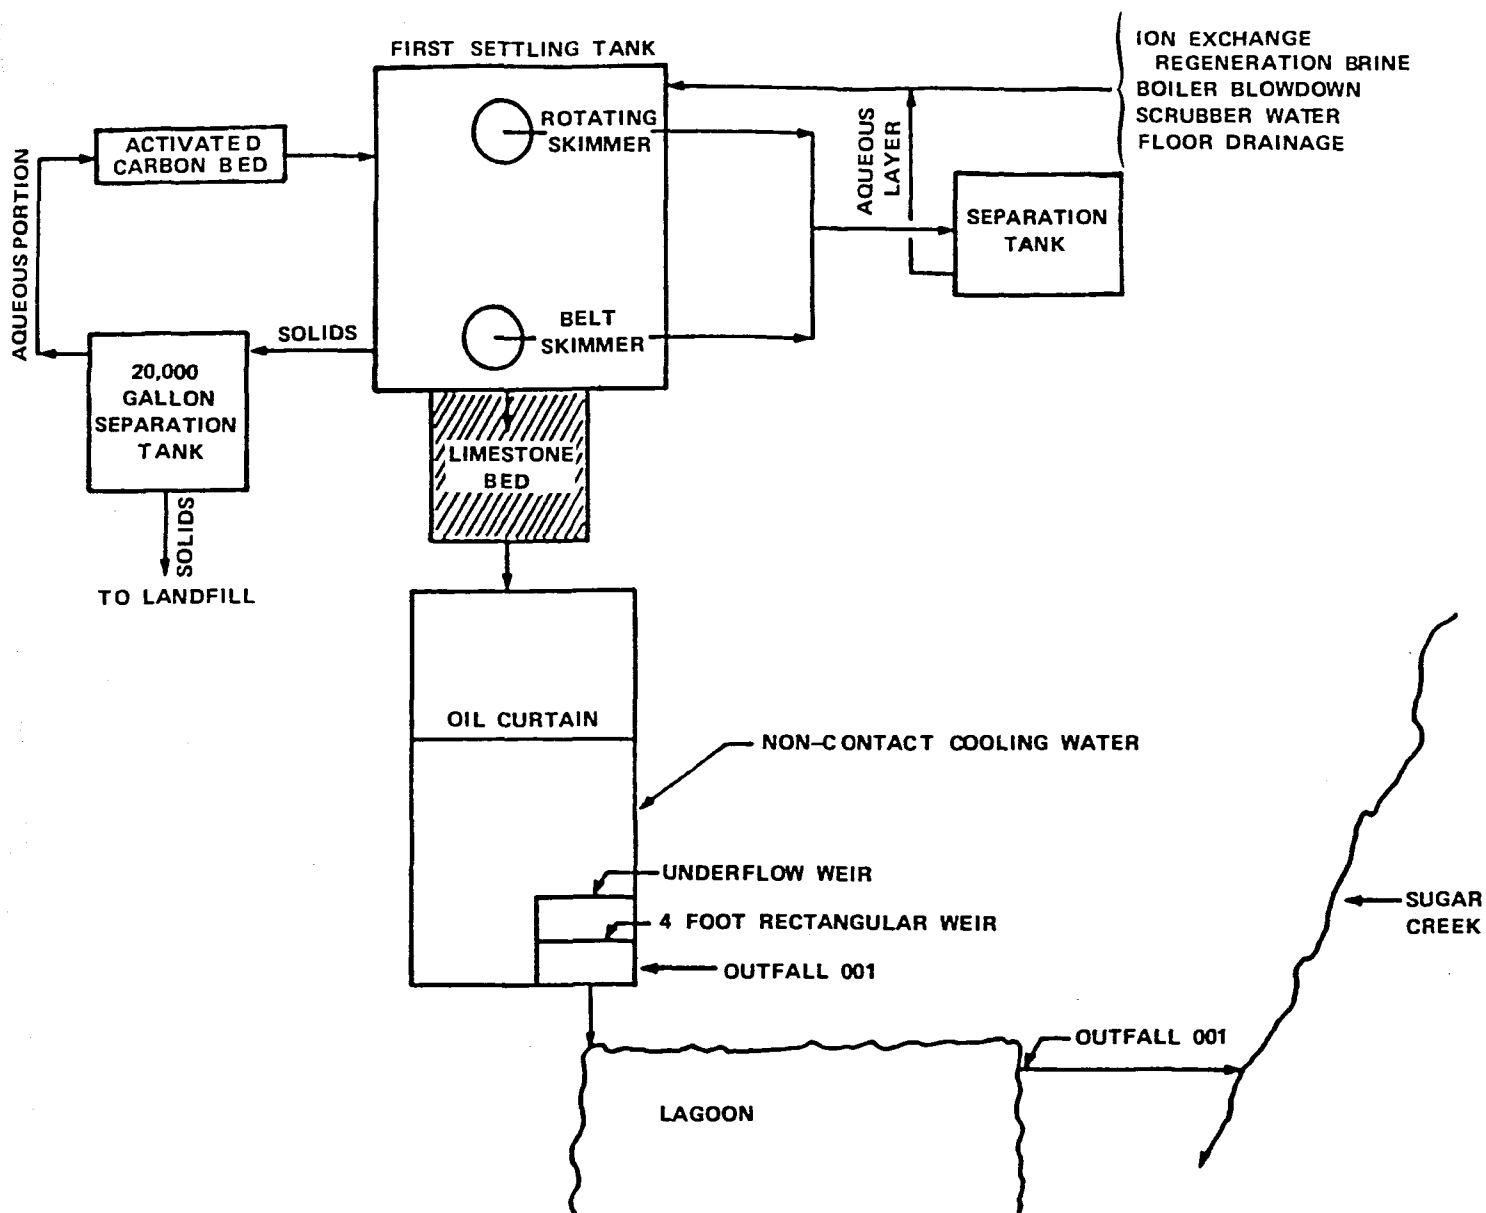 FIRST SETTLING TANK
ION EXCHANGE
REGENERATION BRINE
BOILER BLOWDOWN
SCRUBBER WATER
FLOOR DRAINAGE
ROTATING
SKIMMER
ACTIVATED
CARBON BED
AQUEOUS PORTION
AQUEOUS
LAYER
SEPARATION
TANK
BELT
SKIMMER
SOLIDS
20,000
GALLON
SEPARATION
TANK
LIMESTONE
BED
SOLIDS
TO LANDFILL
OIL CURTAIN
NON-CONTACT COOLING WATER
UNDERFLOW WEIR
4 FOOT RECTANGULAR WEIR
OUTFALL 001
SUGAR
CREEK
OUTFALL 001
LAGOON